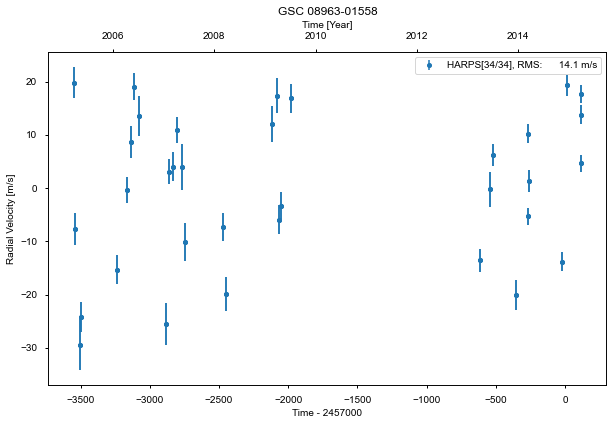 GSC 08963-01558
Time [Year]
2006 2008 2010 2012 2014
HARPS[34/34], RMS: 14.1 m/s
Radial Velocity [m/s]
20
10
0
−10
−20
−30
−3500 −3000 −2500 −2000 −1500 −1000 −500 0
Time - 2457000